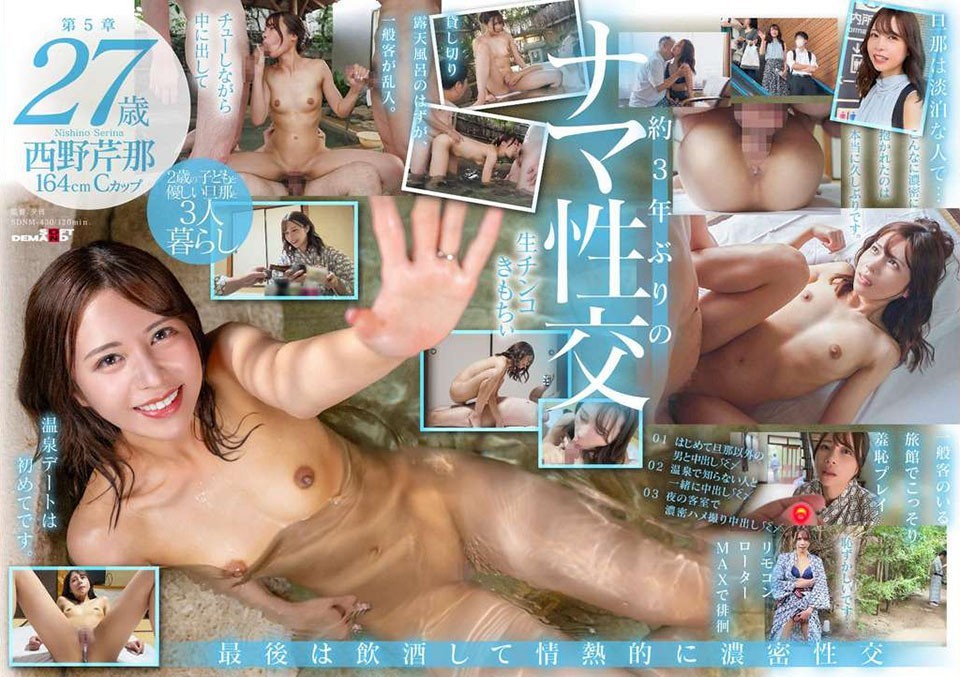 第5章
27歳
Nishino Serina
西野芹那
164cm Cカップ
SDNM-430/120min.
チューしながら
中に出して
貸し切り
露天風呂のはずが、
一般客が乱入。
2歳の子どもと
優しい旦那と
3人
暮らし
旦那は淡泊な人で…
こんなに濃密に
抱かれたのは
本当に久しぶりです。
約3年ぶりの
ナマ性交
生チンコ
きもちぃ
温泉デートは
初めてです。
01 はじめて旦那以外の
男と中出し
02 温泉で知らない人と
一緒に中出し
03 夜の客室で
濃密ハメ撮り中出し
一般客のいる
旅館でこっそり
羞恥プレイ
恥ずかしいです
リモコン
ローター
MAXで徘徊
最後は飲酒して情熱的に濃密性交